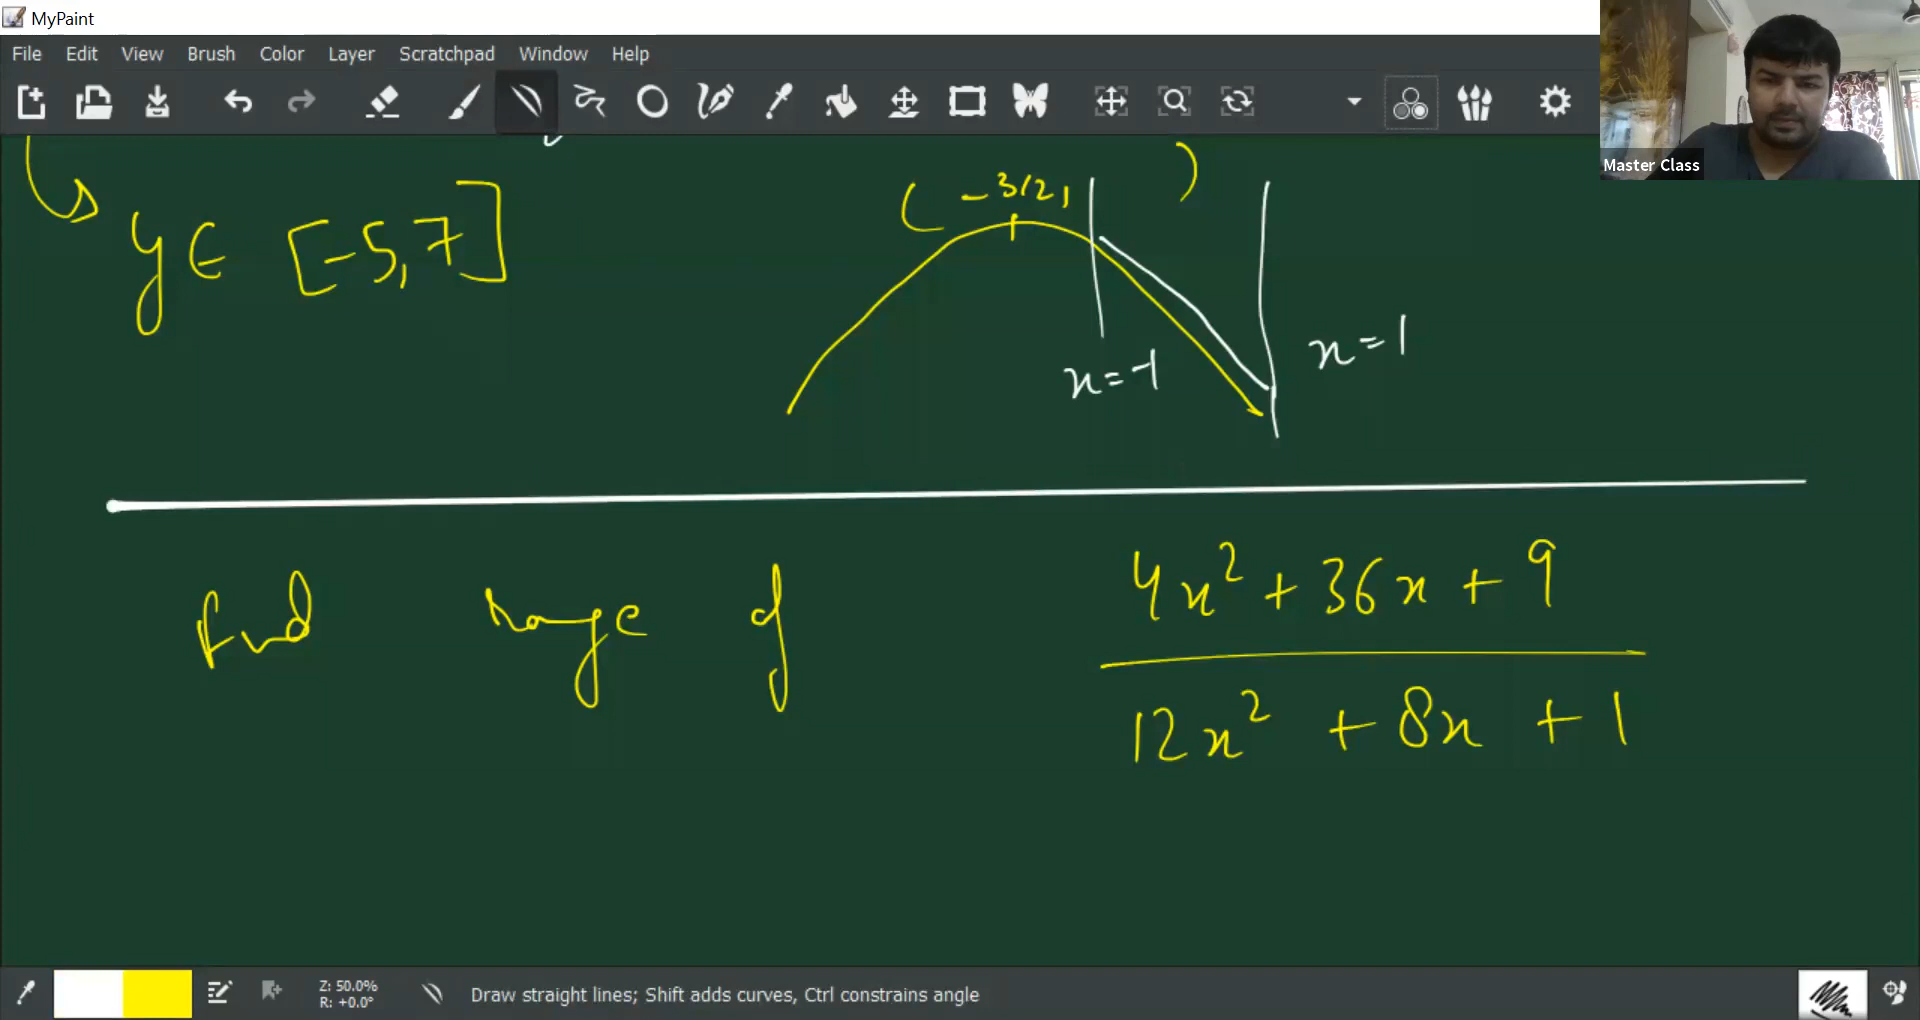 MyPaint
File Edit View Brush Color Layer Scratchpad Window Help
Master Class
y∈ [-5,7]
( -3/2, )
x=-1
x=1
find range of
4x²+36x+9
12x²+8x+1
Z: 50.0%
R: +0.0°
Draw straight lines; Shift adds curves, Ctrl constrains angle